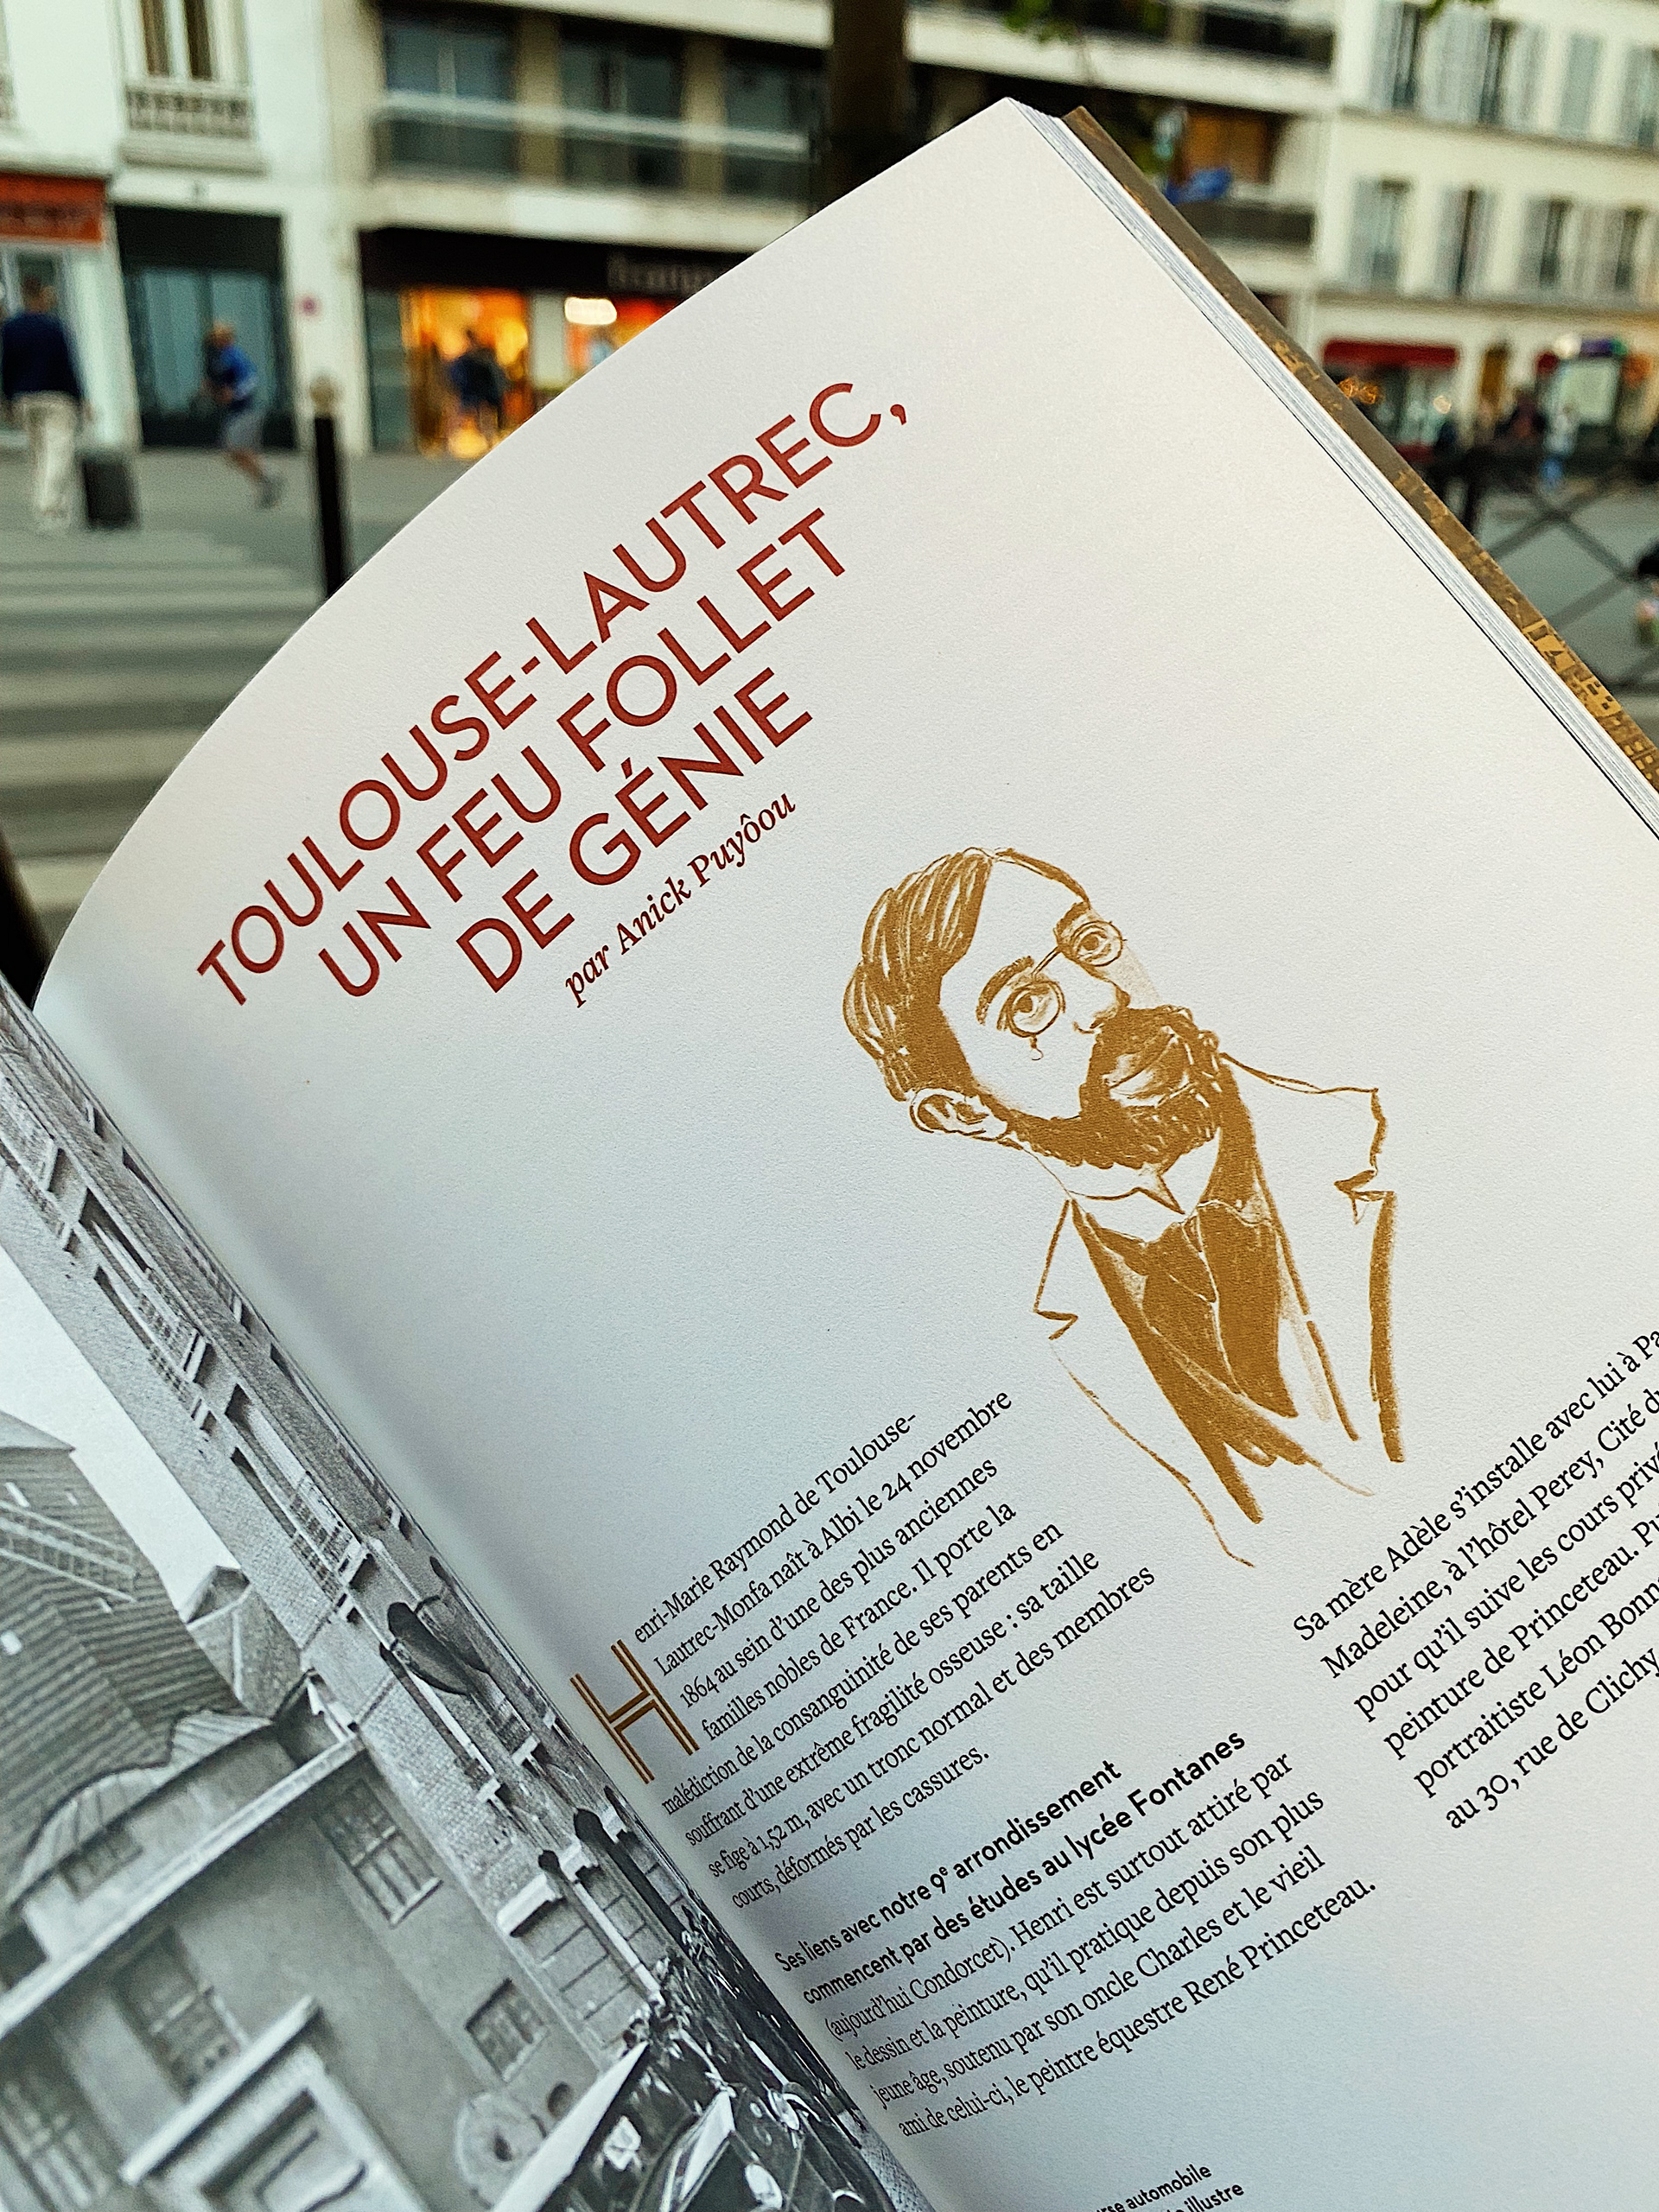 TOULOUSE-LAUTREC,
UN FEU FOLLET
DE GÉNIE
par Anick Puyôou
Henri-Marie Raymond de Toulouse-
Lautrec-Monfa naît à Albi le 24 novembre
1864 au sein d'une des plus anciennes
familles nobles de France. Il porte la
malédiction de la consanguinité de ses parents en
souffrant d'une extrême fragilité osseuse : sa taille
se fige à 1,52 m, avec un tronc normal et des membres
courts, déformés par les cassures.
Ses liens avec notre 9e arrondissement
commencent par des études au lycée Fontanes
(aujourd'hui Condorcet). Henri est surtout attiré par
le dessin et la peinture, qu'il pratique depuis son plus
jeune âge, soutenu par son oncle Charles et le vieil
ami de celui-ci, le peintre équestre René Princeteau.
Sa mère Adèle s'installe avec lui à
Madeleine, à l'hôtel Perey, Cité
pour qu'il suive les cours
peinture de Princeteau.
portraitiste Léon
au 30, rue de Clichy
automobile
illustre